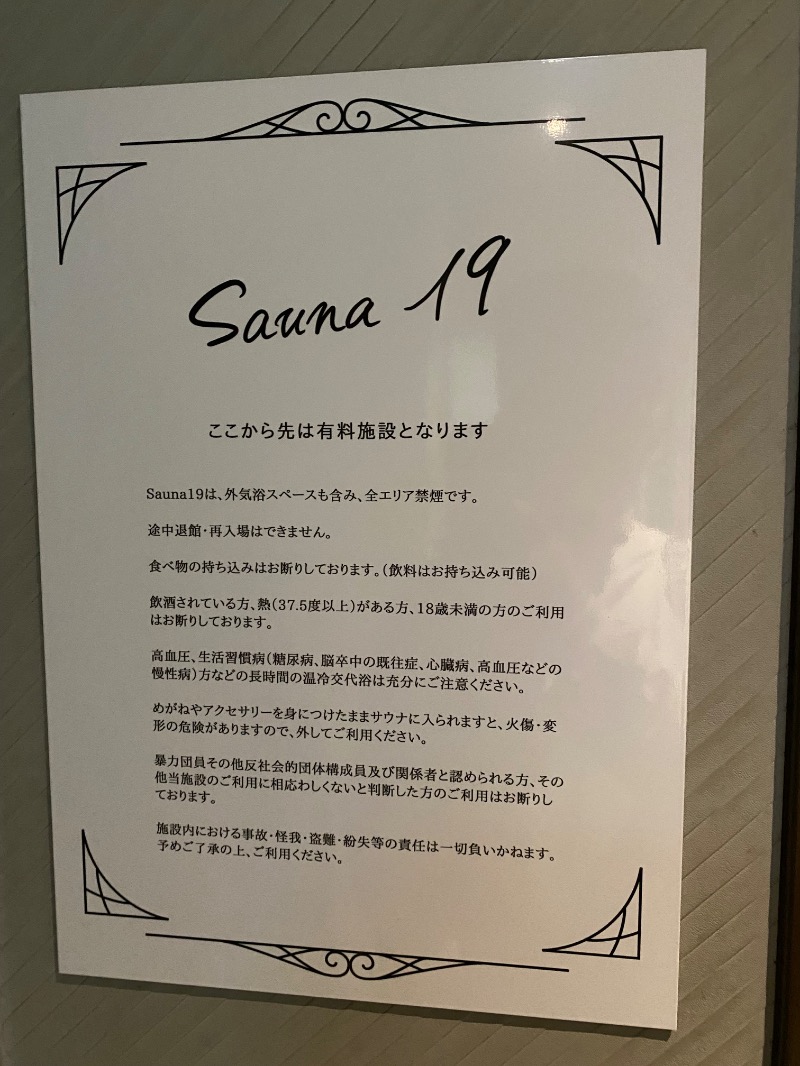 Sauna 19
ここから先は有料施設となります
Sauna19は、外気浴スペースも含み、全エリア禁煙です。
途中退館・再入場はできません。
食べ物の持ち込みはお断りしております。（飲料はお持ち込み可能）
飲酒されている方、熱（37.5度以上）がある方、18歳未満の方のご利用
はお断りしております。
高血圧、生活習慣病（糖尿病、脳卒中の既往症、心臓病、高血圧などの
慢性病）方などの長時間の温冷交代浴は充分にご注意ください。
めがねやアクセサリーを身につけたままサウナに入られますと、火傷・変
形の危険がありますので、外してご利用ください。
暴力団員その他反社会的団体構成員及び関係者と認められる方、その
他当施設のご利用に相応わしくないと判断した方のご利用はお断りし
ております。
施設内における事故・怪我・盗難・紛失等の責任は一切負いかねます。
予めご了承の上、ご利用ください。